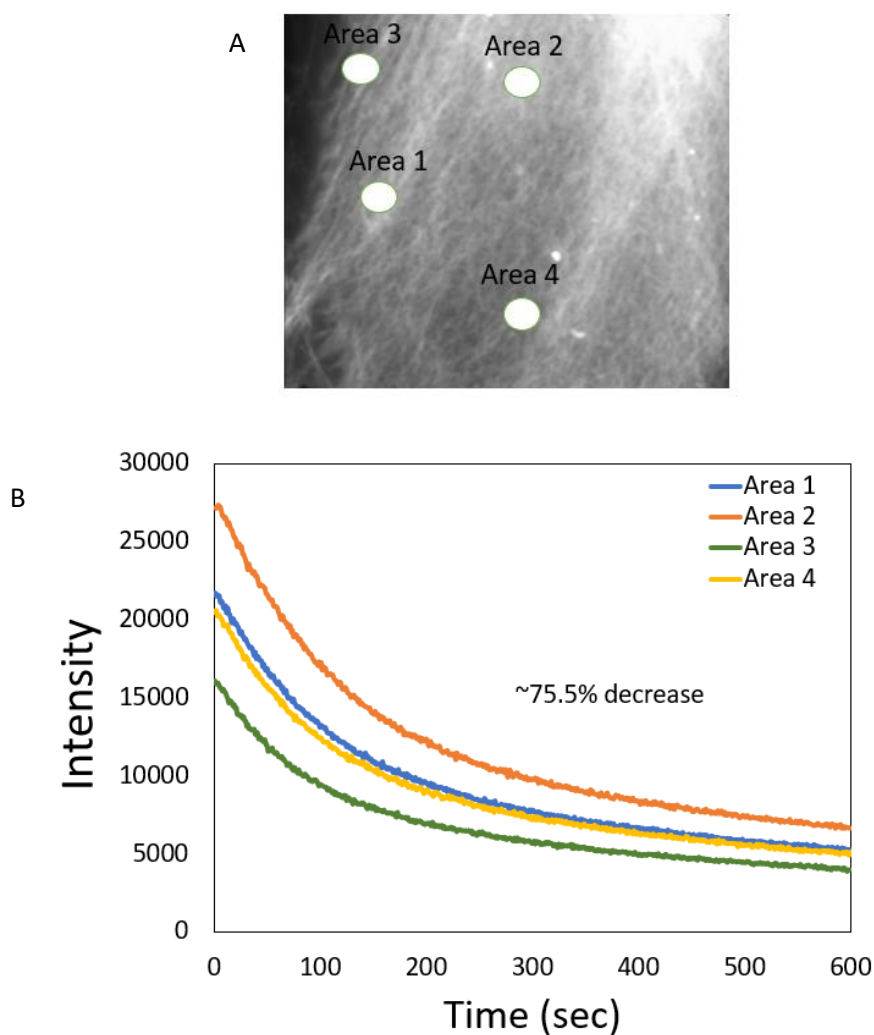 A
Area 3
Area 2
Area 1
Area 4
B
30000
25000
20000
15000
10000
5000
0
Intensity
Area 1
Area 2
Area 3
Area 4
~75.5% decrease
0 100 200 300 400 500 600
Time (sec)